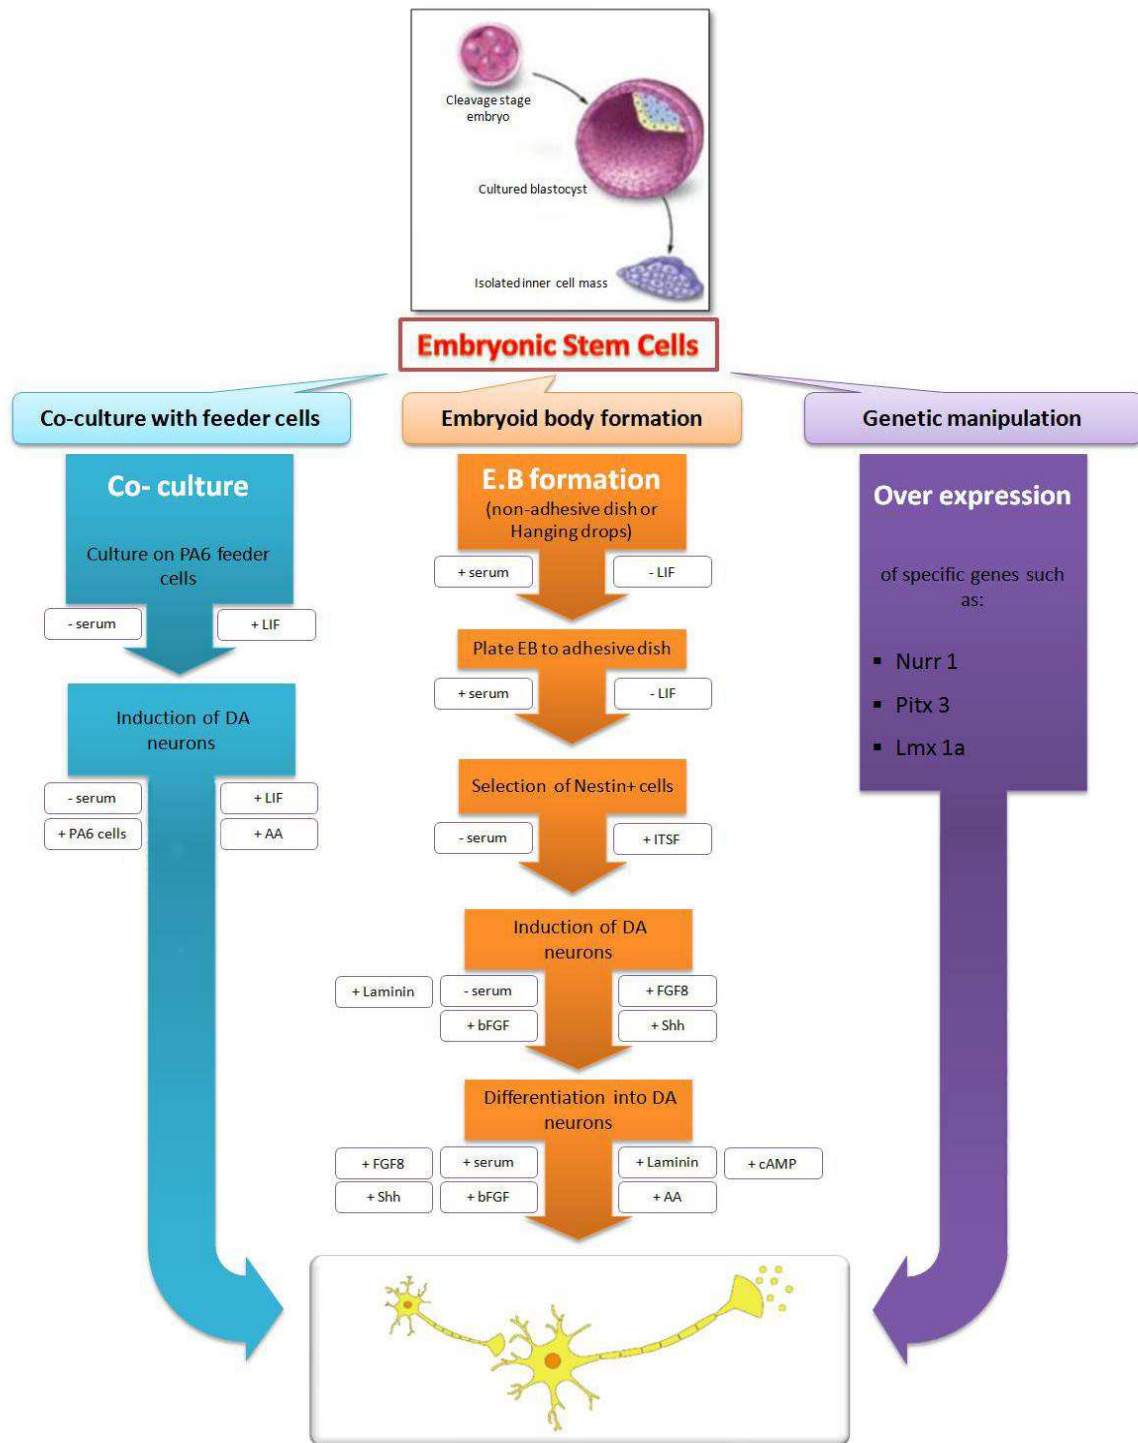 Cleavage stage
embryo
Cultured blastocyst
Isolated inner cell mass
Embryonic Stem Cells
Co-culture with feeder cells
Embryoid body formation
Genetic manipulation
Co- culture
Culture on PA6 feeder
cells
- serum
+ LIF
Induction of DA
neurons
- serum
+ LIF
+ PA6 cells
+ AA
E.B formation
(non-adhesive dish or
Hanging drops)
+ serum
- LIF
Plate EB to adhesive dish
+ serum
- LIF
Selection of Nestin+ cells
- serum
+ ITSF
Induction of DA
neurons
+ Laminin
- serum
+ FGF8
+ bFGF
+ Shh
Differentiation into DA
neurons
+ FGF8
+ serum
+ Laminin
+ cAMP
+ Shh
+ bFGF
+ AA
Over expression
of specific genes such
as:
▪ Nurr 1
▪ Pitx 3
▪ Lmx 1a